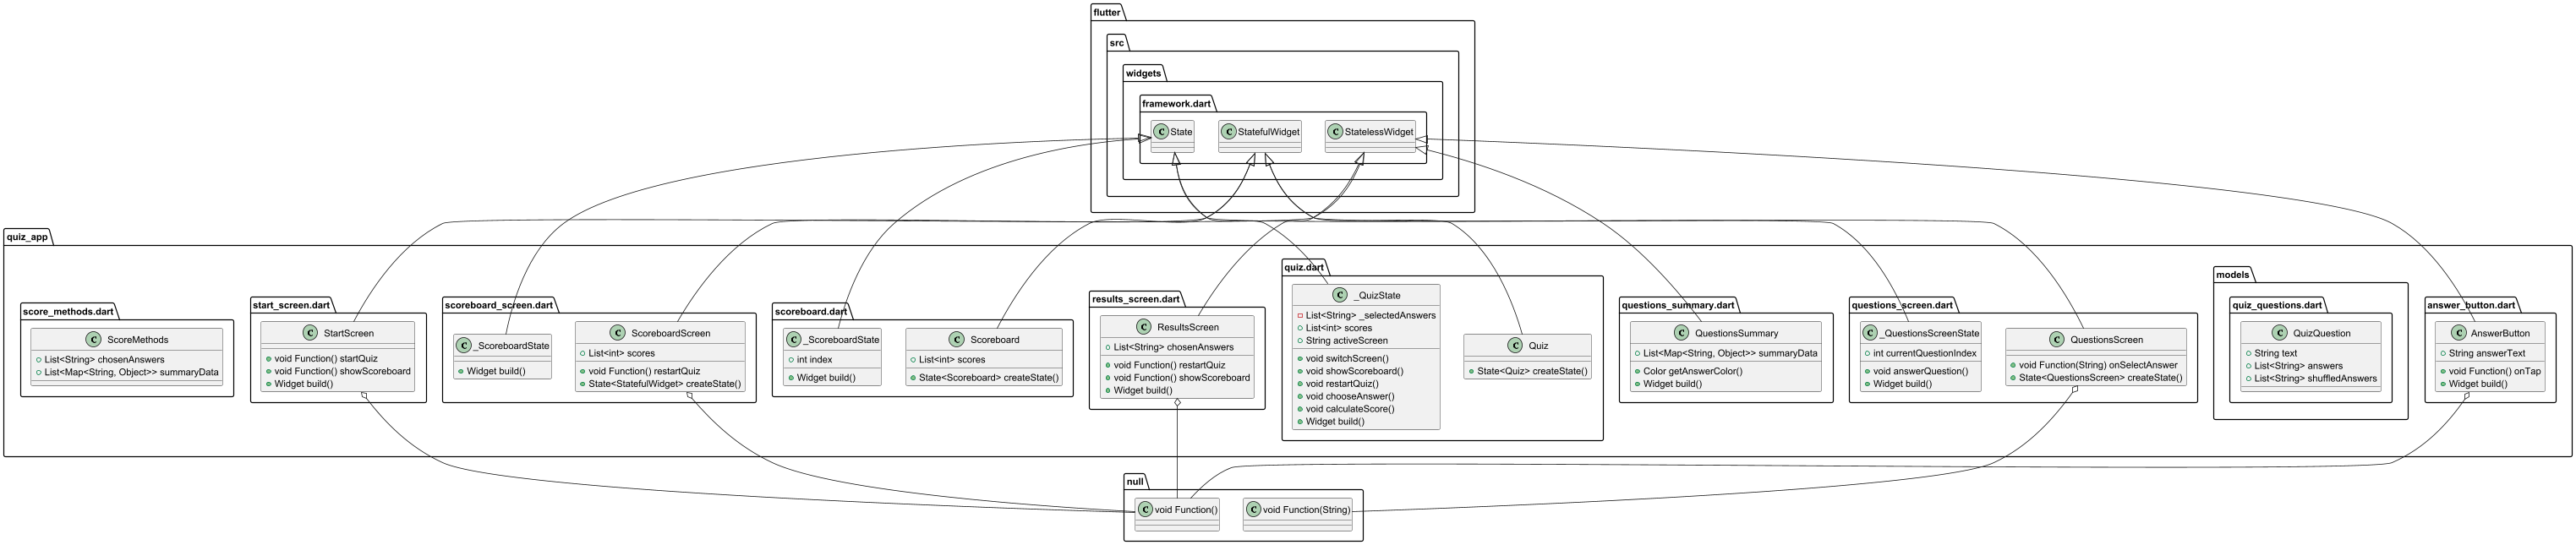 flutter
src
widgets
framework.dart
C State
C StatefulWidget
C StatelessWidget
quiz_app
score_methods.dart
C ScoreMethods
List<String> chosenAnswers
List<Map<String, Object>> summaryData
start_screen.dart
C StartScreen
void Function() startQuiz
void Function() showScoreboard
Widget build()
scoreboard_screen.dart
C _ScoreboardState
Widget build()
C ScoreboardScreen
List<int> scores
void Function() restartQuiz
State<StatefulWidget> createState()
scoreboard.dart
C _ScoreboardState
int index
Widget build()
C Scoreboard
List<int> scores
State<Scoreboard> createState()
results_screen.dart
C ResultsScreen
List<String> chosenAnswers
void Function() restartQuiz
void Function() showScoreboard
Widget build()
quiz.dart
C _QuizState
List<String> _selectedAnswers
List<int> scores
String activeScreen
void switchScreen()
void showScoreboard()
void restartQuiz()
void chooseAnswer()
void calculateScore()
Widget build()
C Quiz
State<Quiz> createState()
questions_summary.dart
C QuestionsSummary
List<Map<String, Object>> summaryData
Color getAnswerColor()
Widget build()
questions_screen.dart
C _QuestionsScreenState
int currentQuestionIndex
void answerQuestion()
Widget build()
C QuestionsScreen
void Function(String) onSelectAnswer
State<QuestionsScreen> createState()
models
quiz_questions.dart
C QuizQuestion
String text
List<String> answers
List<String> shuffledAnswers
answer_button.dart
C AnswerButton
String answerText
void Function() onTap
Widget build()
null
C void Function()
C void Function(String)